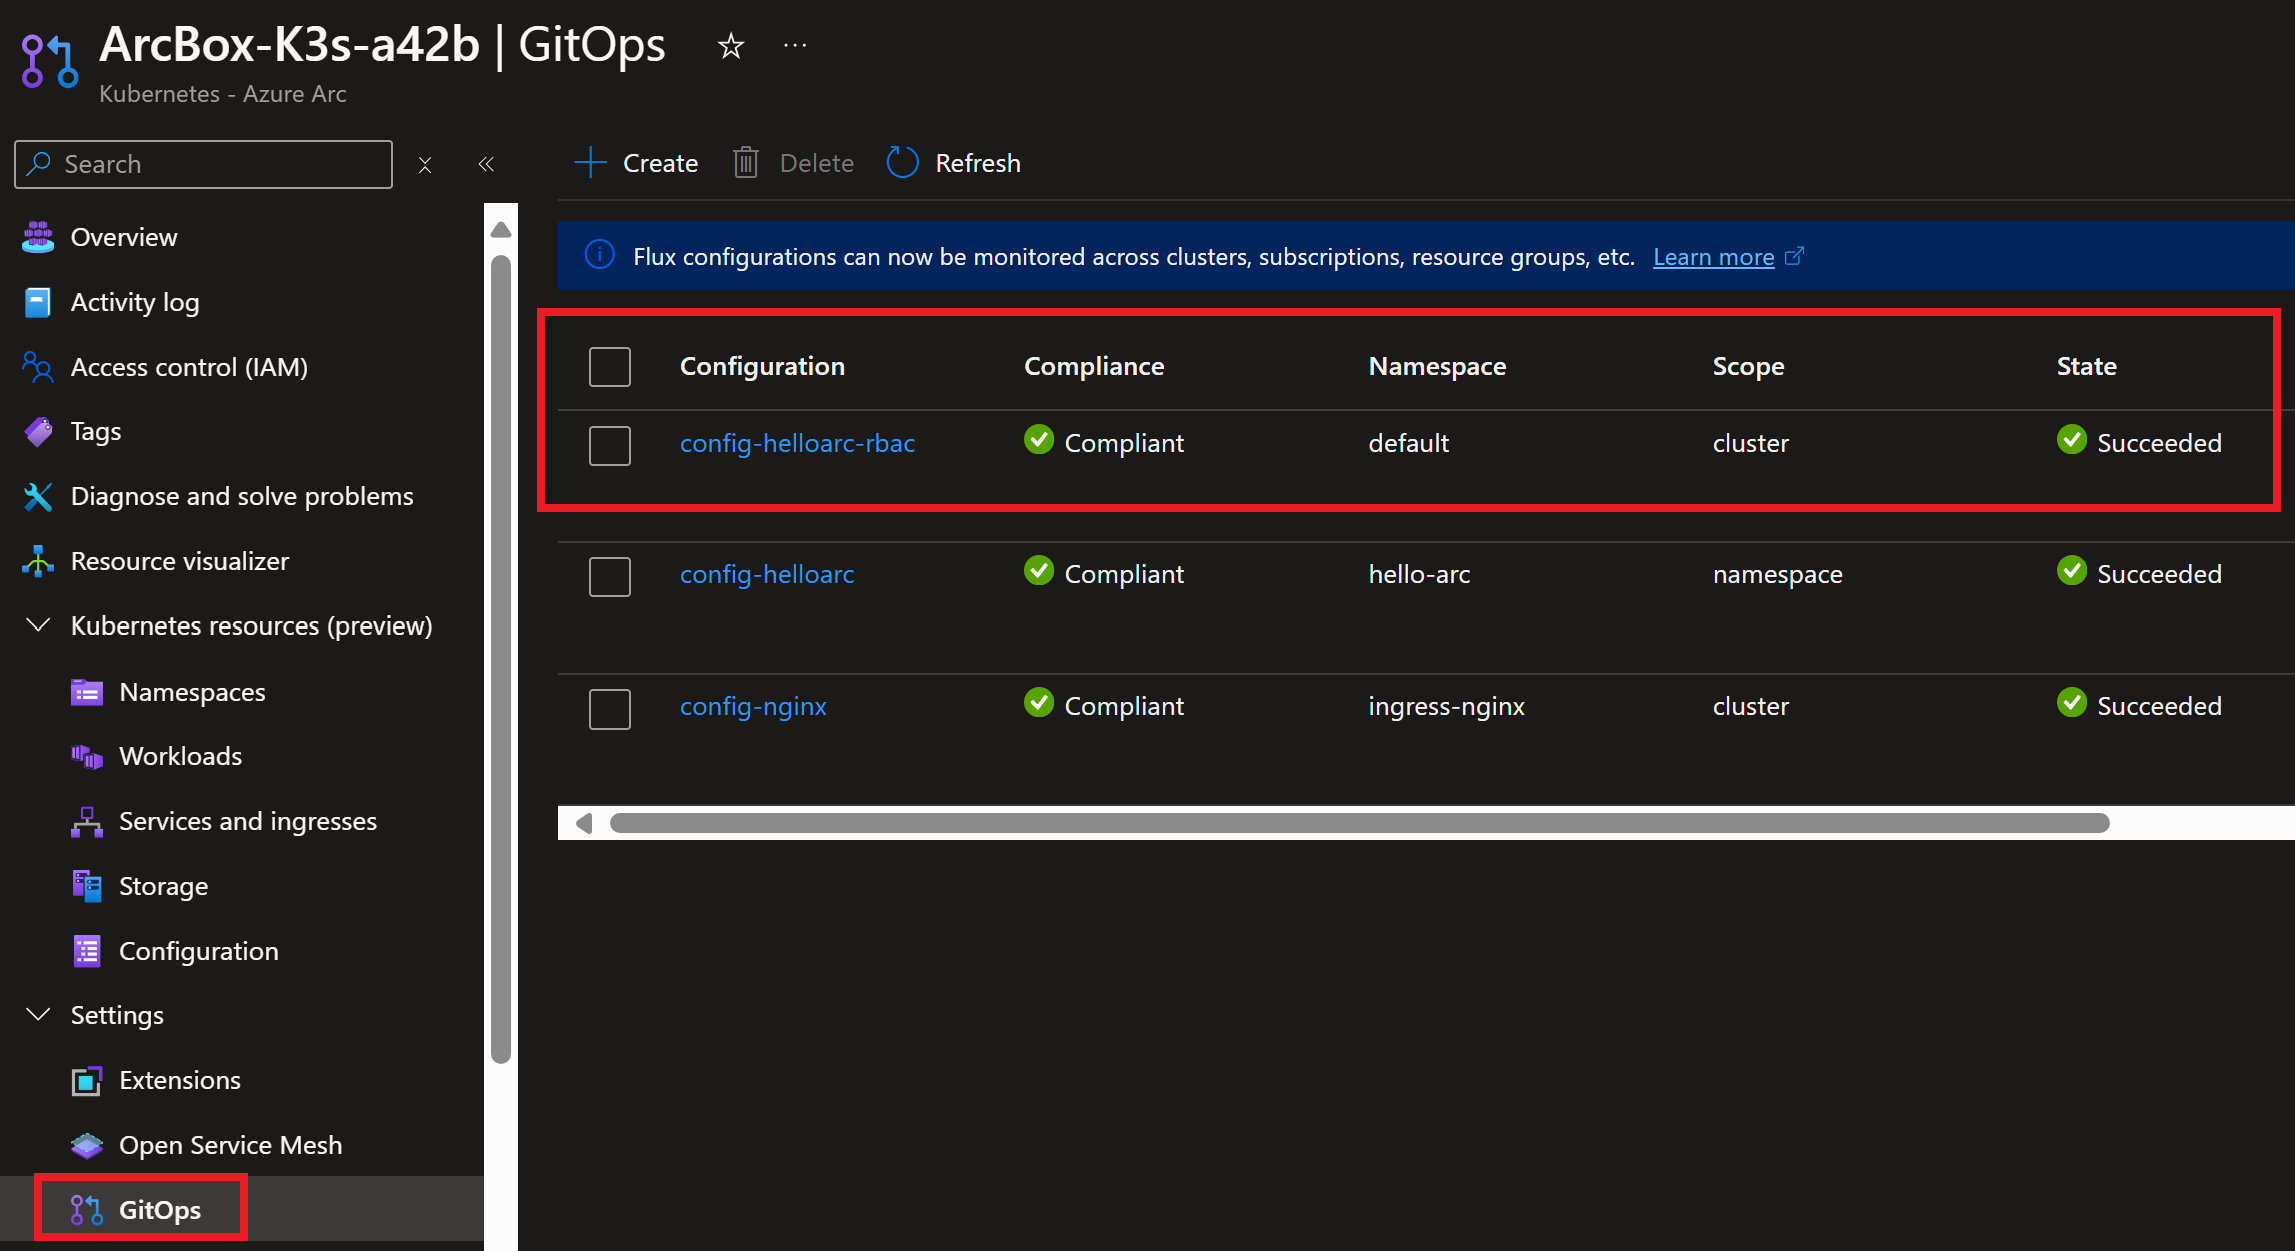 ArcBox-K3s-a42b | GitOps
Kubernetes - Azure Arc
Search
Overview
Activity log
Access control (IAM)
Tags
Diagnose and solve problems
Resource visualizer
Kubernetes resources (preview)
Namespaces
Workloads
Services and ingresses
Storage
Configuration
Settings
Extensions
Open Service Mesh
GitOps
Create Delete Refresh
Flux configurations can now be monitored across clusters, subscriptions, resource groups, etc. Learn more
Configuration Compliance Namespace Scope State
config-helloarc-rbac Compliant default cluster Succeeded
config-helloarc Compliant hello-arc namespace Succeeded
config-nginx Compliant ingress-nginx cluster Succeeded